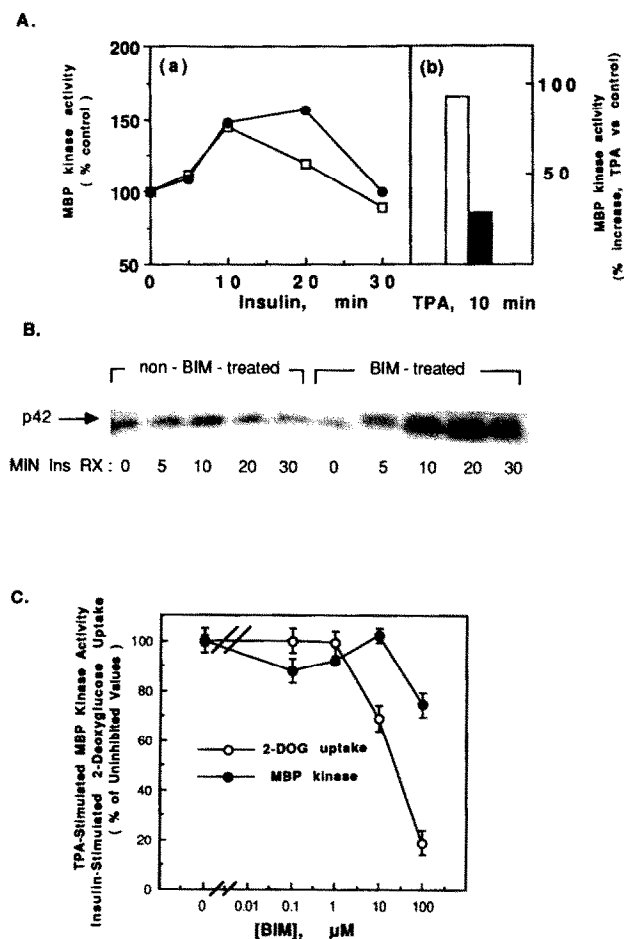 A.
200
150
100
50
(a)
(b)
100
50
MBP kinase activity
( % control)
MBP kinase activity
(% increase, TPA vs control)
0 10 20 30
Insulin, min
TPA, 10 min
B.
non - BIM - treated
BIM - treated
p42
MIN Ins RX : 0 5 10 20 30 0 5 10 20 30
C.
TPA-Stimulated MBP Kinase Activity
Insulin-Stimulated 2-Deoxyglucose Uptake
( % of Uninhibited Values )
100
80
60
40
20
0
2-DOG uptake
MBP kinase
0 0.01 0.1 1 10 100
[BIM], µM